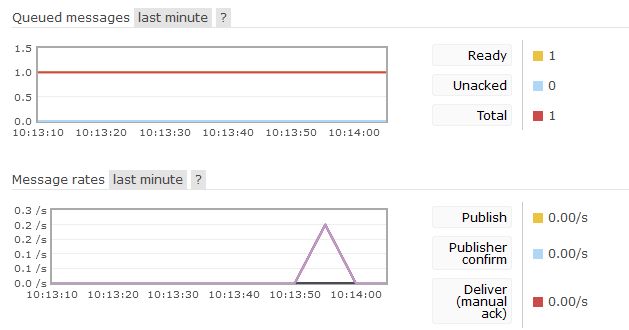 Queued messages last minute ?
1.5
1.0
0.5
0.0
10:13:10 10:13:20 10:13:30 10:13:40 10:13:50 10:14:00
Ready 1
Unacked 0
Total 1
Message rates last minute ?
0.3 /s
0.2 /s
0.2 /s
0.1 /s
0.1 /s
0.0 /s
10:13:10 10:13:20 10:13:30 10:13:40 10:13:50 10:14:00
Publish 0.00/s
Publisher
confirm 0.00/s
Deliver
(manual 0.00/s
ack)